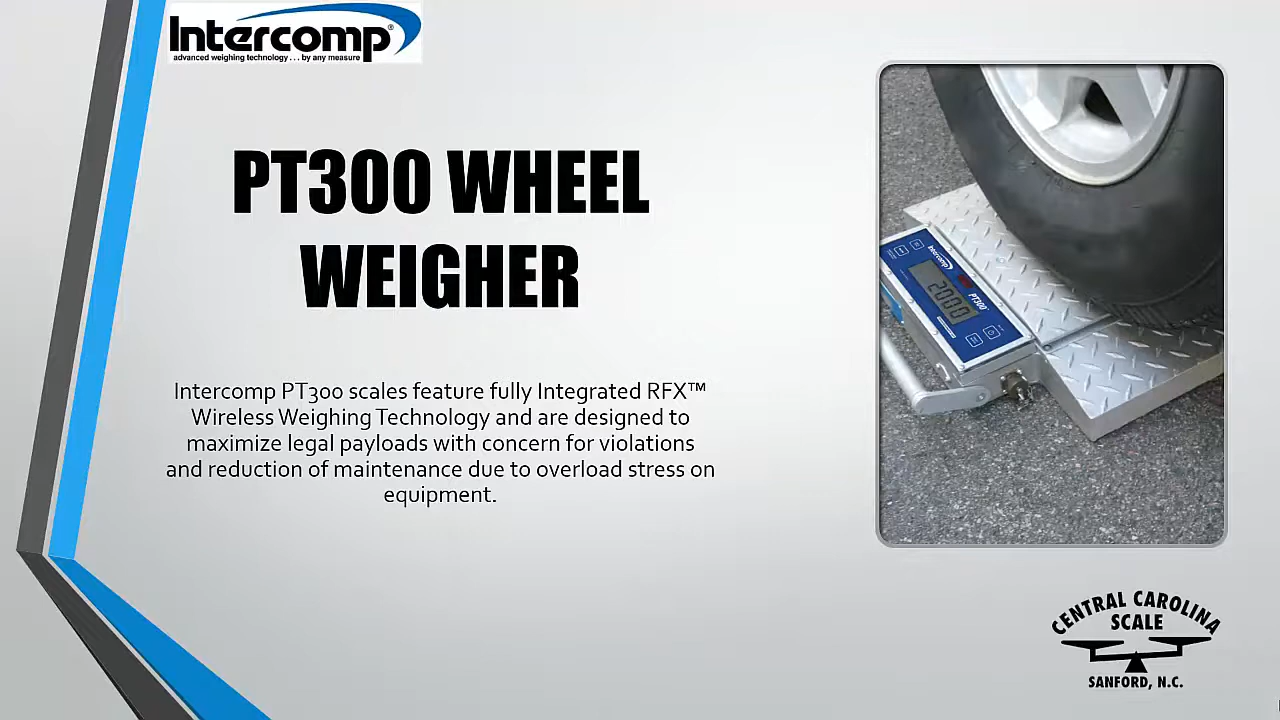 Intercomp®
advanced weighing technology . . . by any measure
PT300 WHEEL
WEIGHER
Intercomp PT300 scales feature fully Integrated RFX™
Wireless Weighing Technology and are designed to
maximize legal payloads with concern for violations
and reduction of maintenance due to overload stress on
equipment.
Intercomp
2000
PT300
CENTRAL CAROLINA
SCALE
SANFORD, N.C.